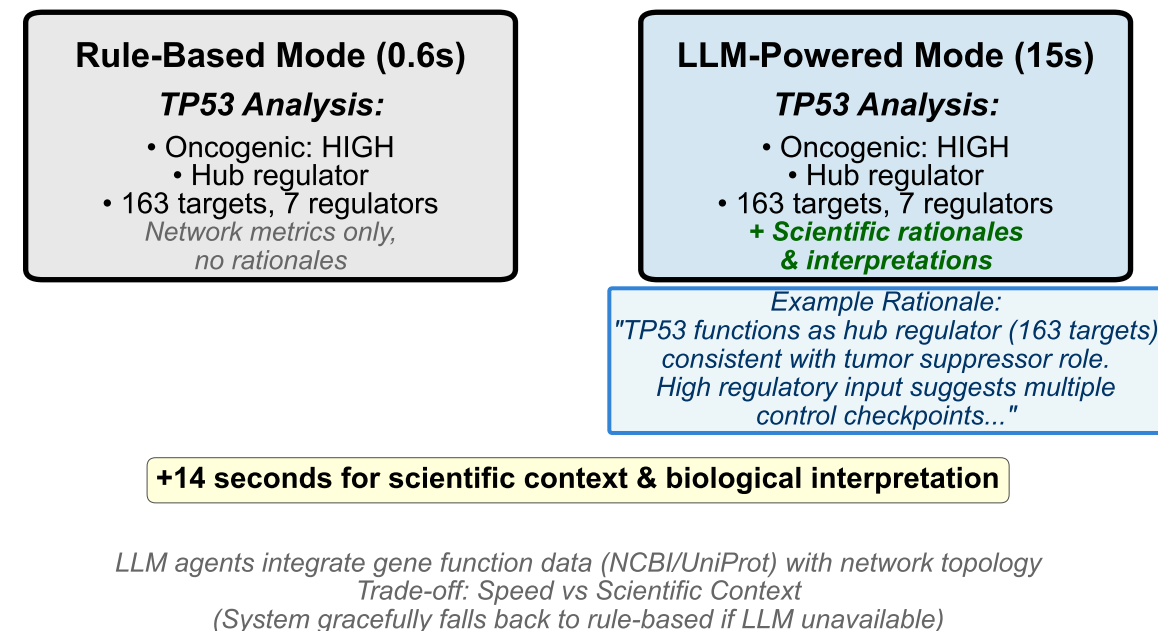 Rule-Based Mode (0.6s)
TP53 Analysis:
• Oncogenic: HIGH
• Hub regulator
• 163 targets, 7 regulators
Network metrics only,
no rationales
LLM-Powered Mode (15s)
TP53 Analysis:
• Oncogenic: HIGH
• Hub regulator
• 163 targets, 7 regulators
+ Scientific rationales
& interpretations
Example Rationale:
"TP53 functions as hub regulator (163 targets)
consistent with tumor suppressor role.
High regulatory input suggests multiple
control checkpoints..."
+14 seconds for scientific context & biological interpretation
LLM agents integrate gene function data (NCBI/UniProt) with network topology
Trade-off: Speed vs Scientific Context
(System gracefully falls back to rule-based if LLM unavailable)